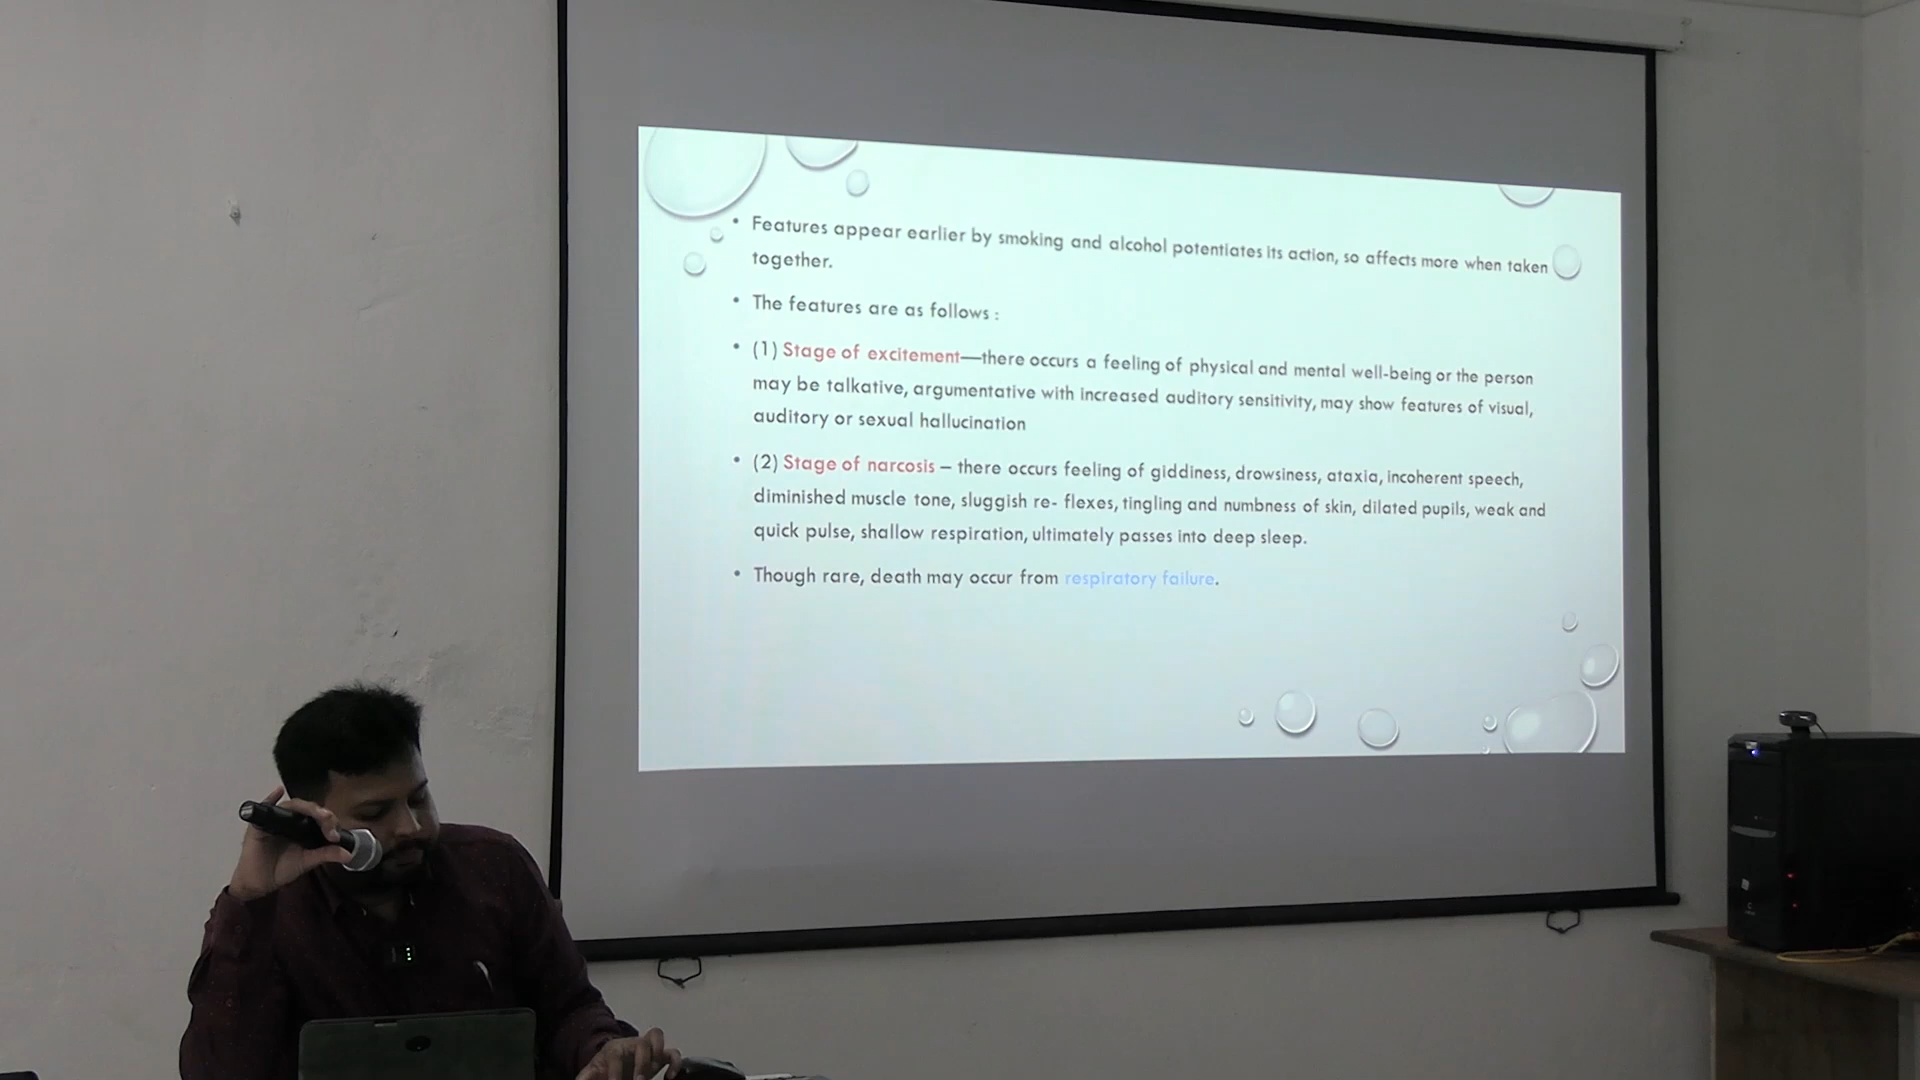 • Features appear earlier by smoking and alcohol potentiates its action, so affects more when taken
together.
• The features are as follows :
• (1) Stage of excitement—there occurs a feeling of physical and mental well-being or the person
may be talkative, argumentative with increased auditory sensitivity, may show features of visual,
auditory or sexual hallucination
• (2) Stage of narcosis – there occurs feeling of giddiness, drowsiness, ataxia, incoherent speech,
diminished muscle tone, sluggish re- flexes, tingling and numbness of skin, dilated pupils, weak and
quick pulse, shallow respiration, ultimately passes into deep sleep.
• Though rare, death may occur from respiratory failure.